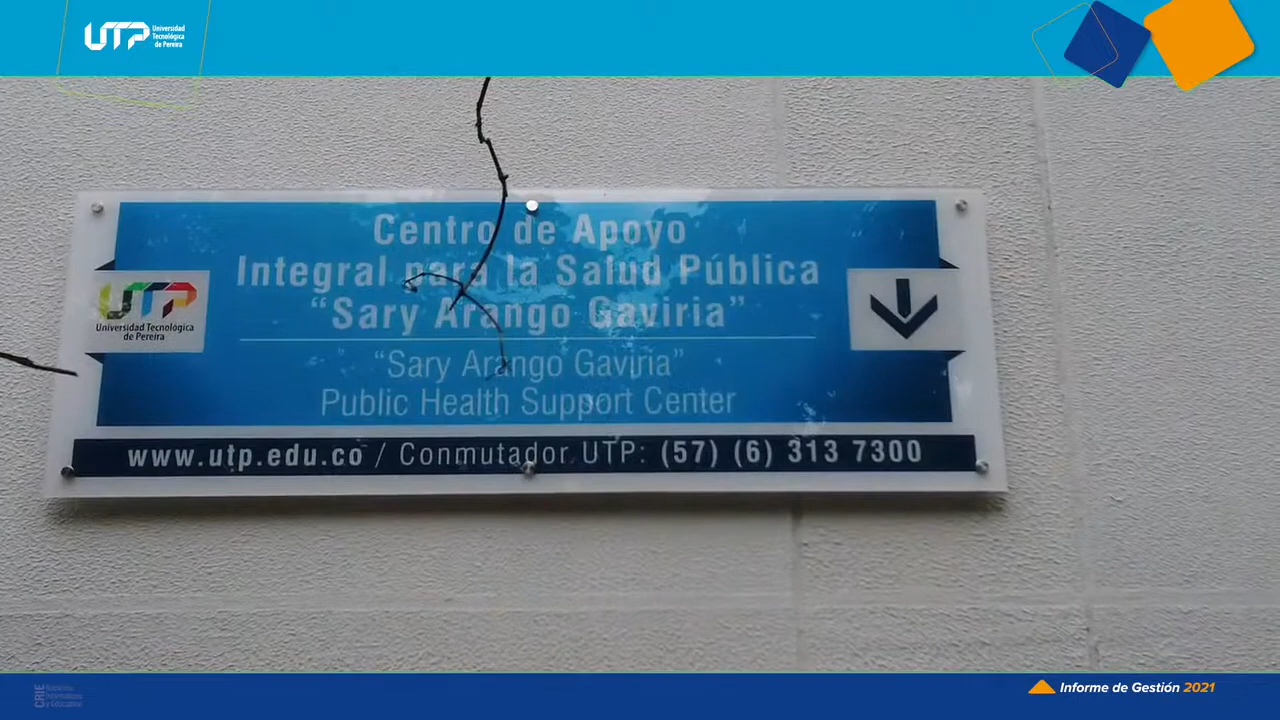 UTP Universidad
Tecnológica
de Pereira
Centro de Apoyo
Integral para la Salud Pública
“Sary Arango Gaviria”
UTP
Universidad Tecnológica
de Pereira
“Sary Arango Gaviria”
Public Health Support Center
www.utp.edu.co / Conmutador UTP: (57) (6) 313 7300
CRIE
Informe de Gestión 2021